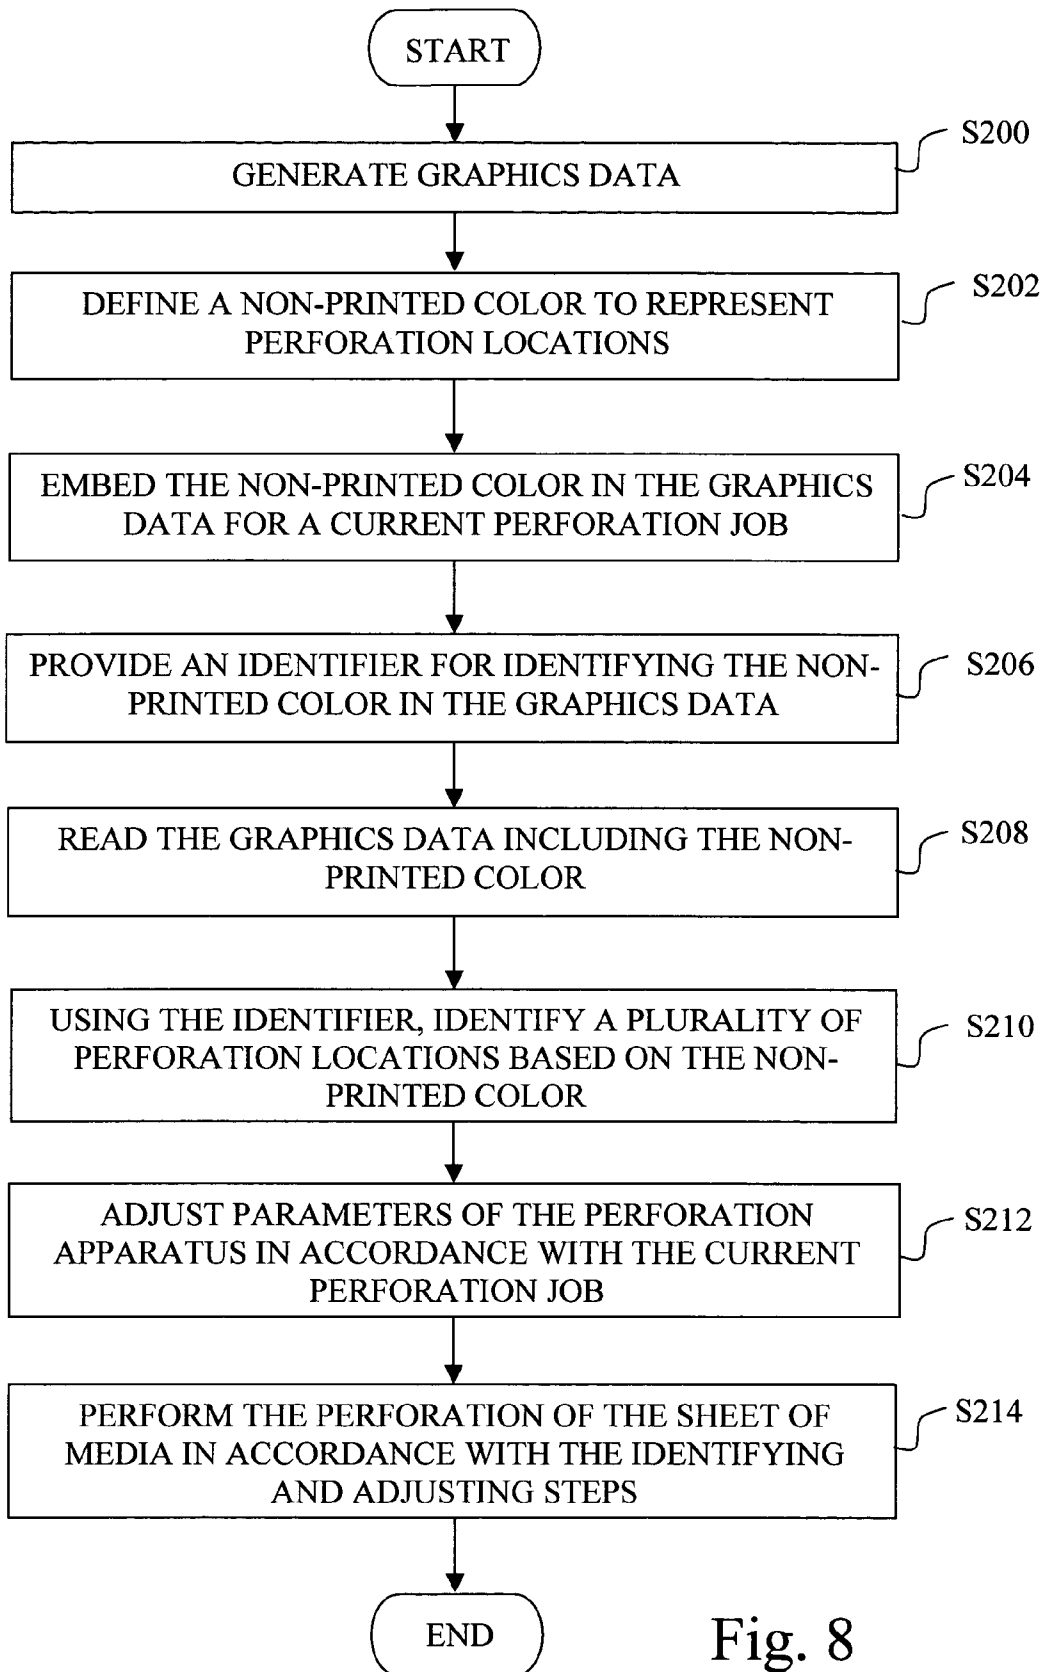 START
S200
GENERATE GRAPHICS DATA
S202
DEFINE A NON-PRINTED COLOR TO REPRESENT
PERFORATION LOCATIONS
S204
EMBED THE NON-PRINTED COLOR IN THE GRAPHICS
DATA FOR A CURRENT PERFORATION JOB
S206
PROVIDE AN IDENTIFIER FOR IDENTIFYING THE NON-
PRINTED COLOR IN THE GRAPHICS DATA
S208
READ THE GRAPHICS DATA INCLUDING THE NON-
PRINTED COLOR
S210
USING THE IDENTIFIER, IDENTIFY A PLURALITY OF
PERFORATION LOCATIONS BASED ON THE NON-
PRINTED COLOR
S212
ADJUST PARAMETERS OF THE PERFORATION
APPARATUS IN ACCORDANCE WITH THE CURRENT
PERFORATION JOB
S214
PERFORM THE PERFORATION OF THE SHEET OF
MEDIA IN ACCORDANCE WITH THE IDENTIFYING
AND ADJUSTING STEPS
END
Fig. 8